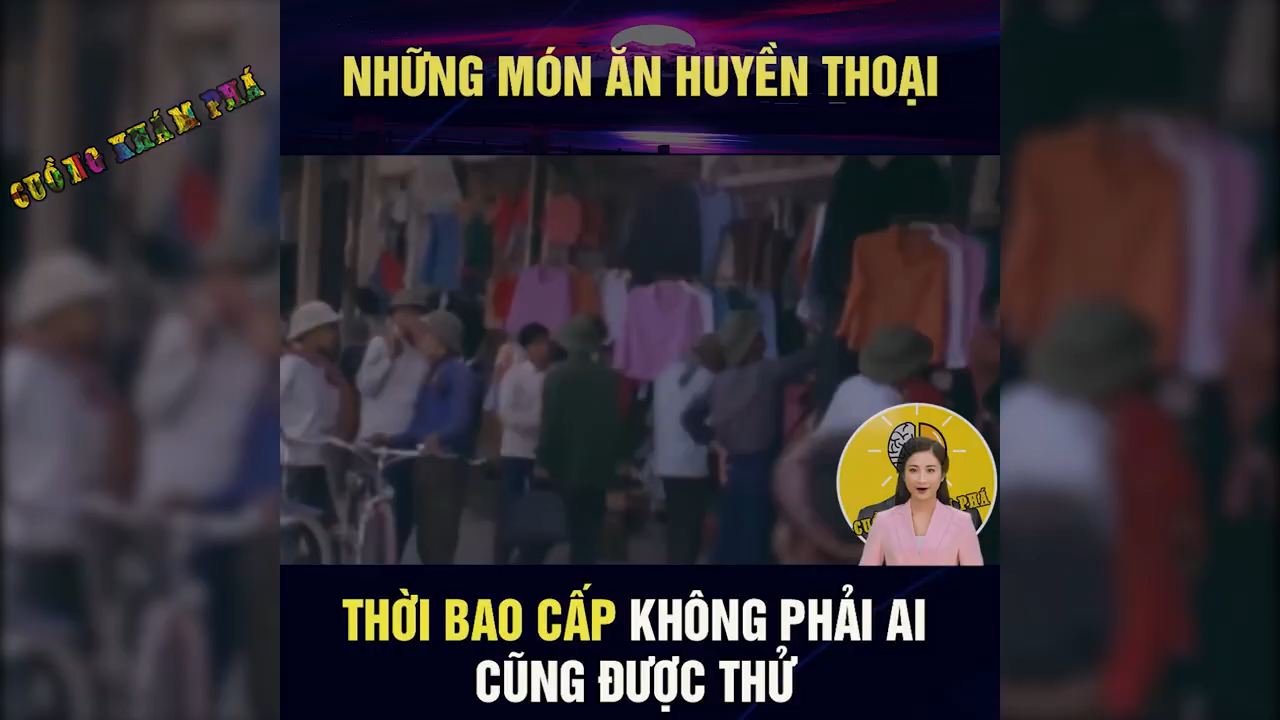 NHỮNG MÓN ĂN HUYỀN THOẠI
CUỒNG KHÁM PHÁ
THỜI BAO CẤP KHÔNG PHẢI AI
CŨNG ĐƯỢC THỬ